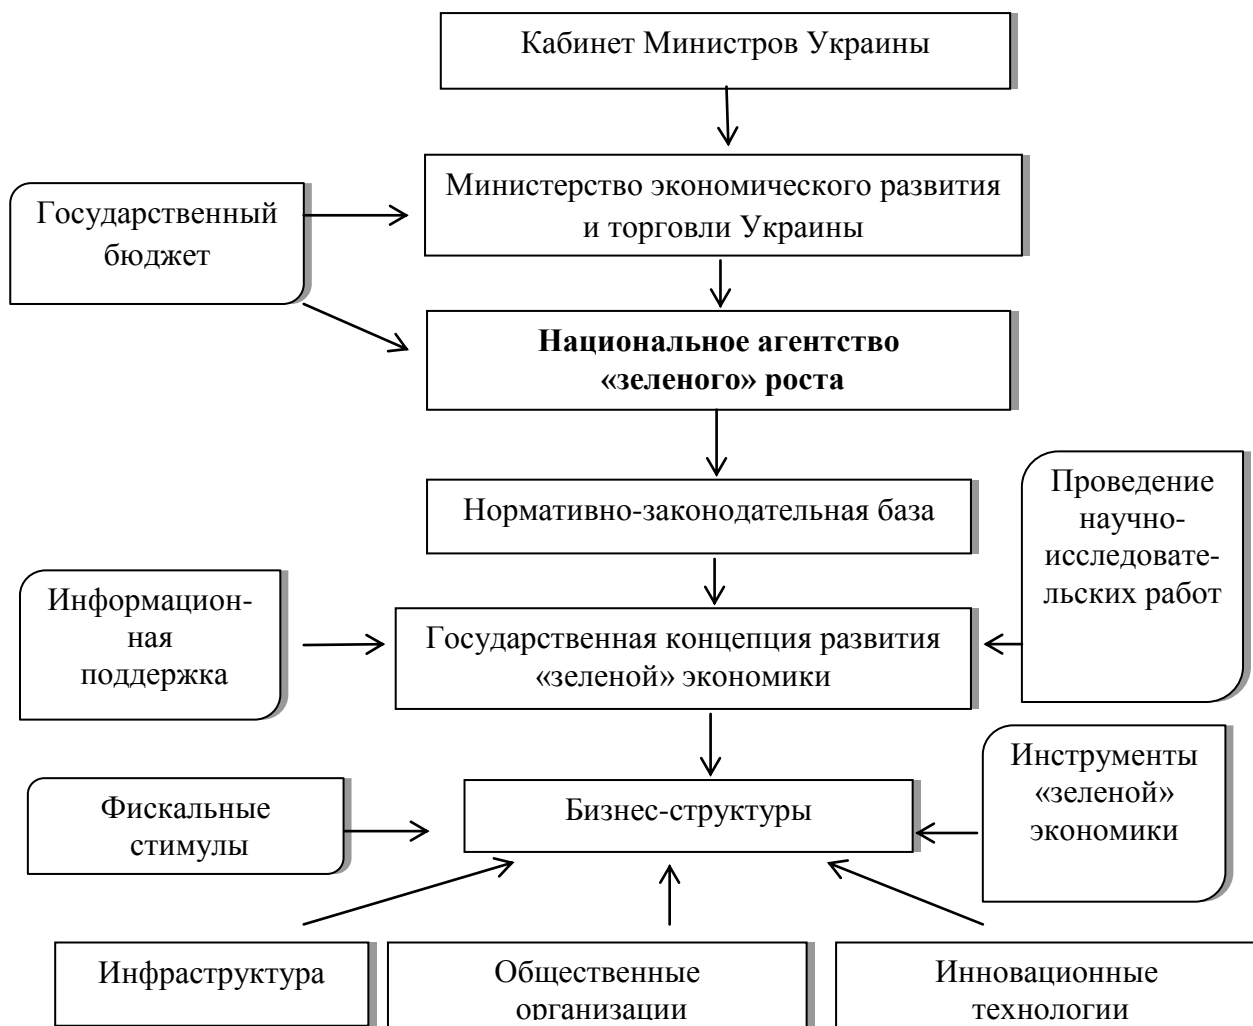 Кабинет Министров Украины
Министерство экономического развития
и торговли Украины
Государственный
бюджет
Национальное агентство
«зеленого» роста
Нормативно-законодательная база
Проведение
научно-
исследовате-
льских работ
Информацион-
ная
поддержка
Государственная концепция развития
«зеленой» экономики
Инструменты
«зеленой»
экономики
Фискальные
стимулы
Бизнес-структуры
Инфраструктура
Общественные
организации
Инновационные
технологии